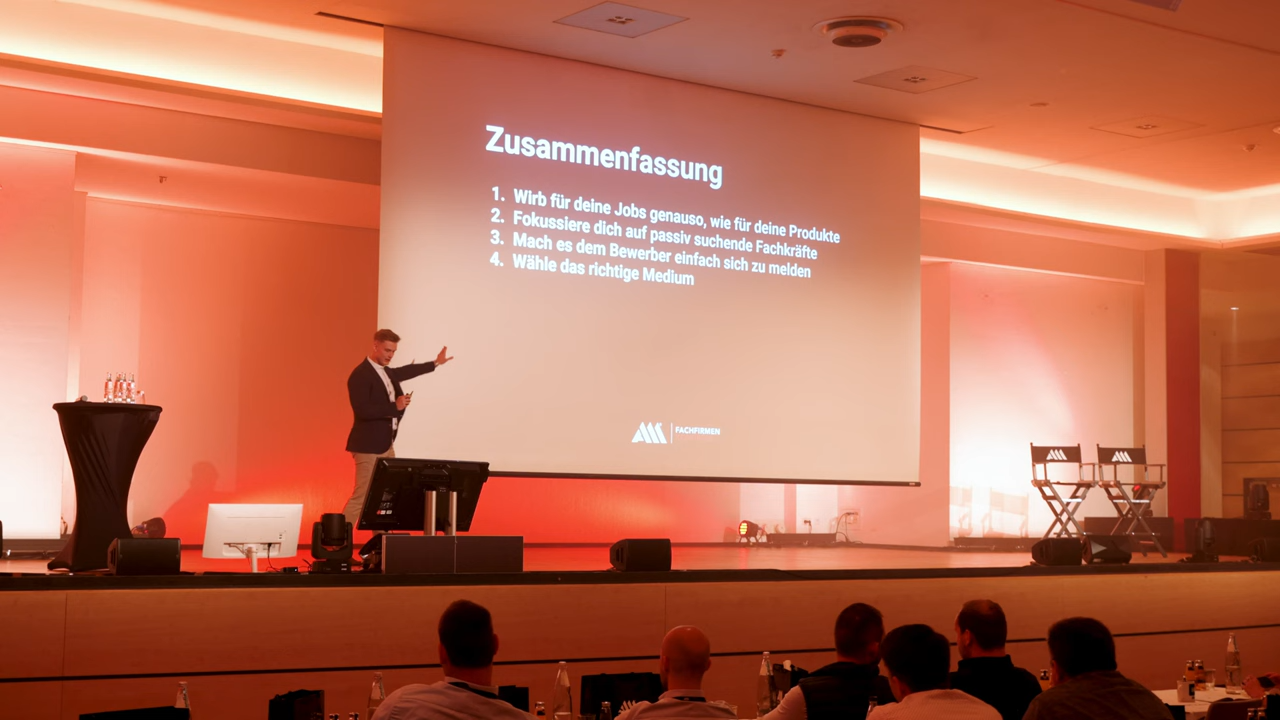 Zusammenfassung
1. Wirb für deine Jobs genauso, wie für deine Produkte
2. Fokussiere dich auf passiv suchende Fachkräfte
3. Mach es dem Bewerber einfach sich zu melden
4. Wähle das richtige Medium
FACHFIRMEN